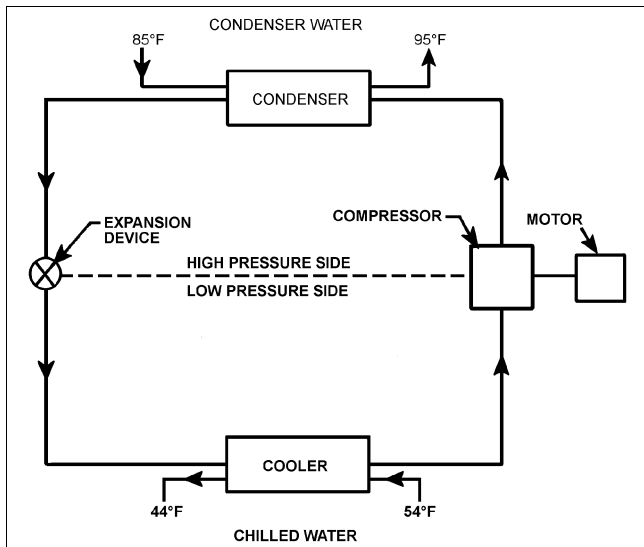 CONDENSER WATER
85°F
95°F
CONDENSER
EXPANSION
DEVICE
COMPRESSOR
MOTOR
HIGH PRESSURE SIDE
LOW PRESSURE SIDE
COOLER
44°F
54°F
CHILLED WATER